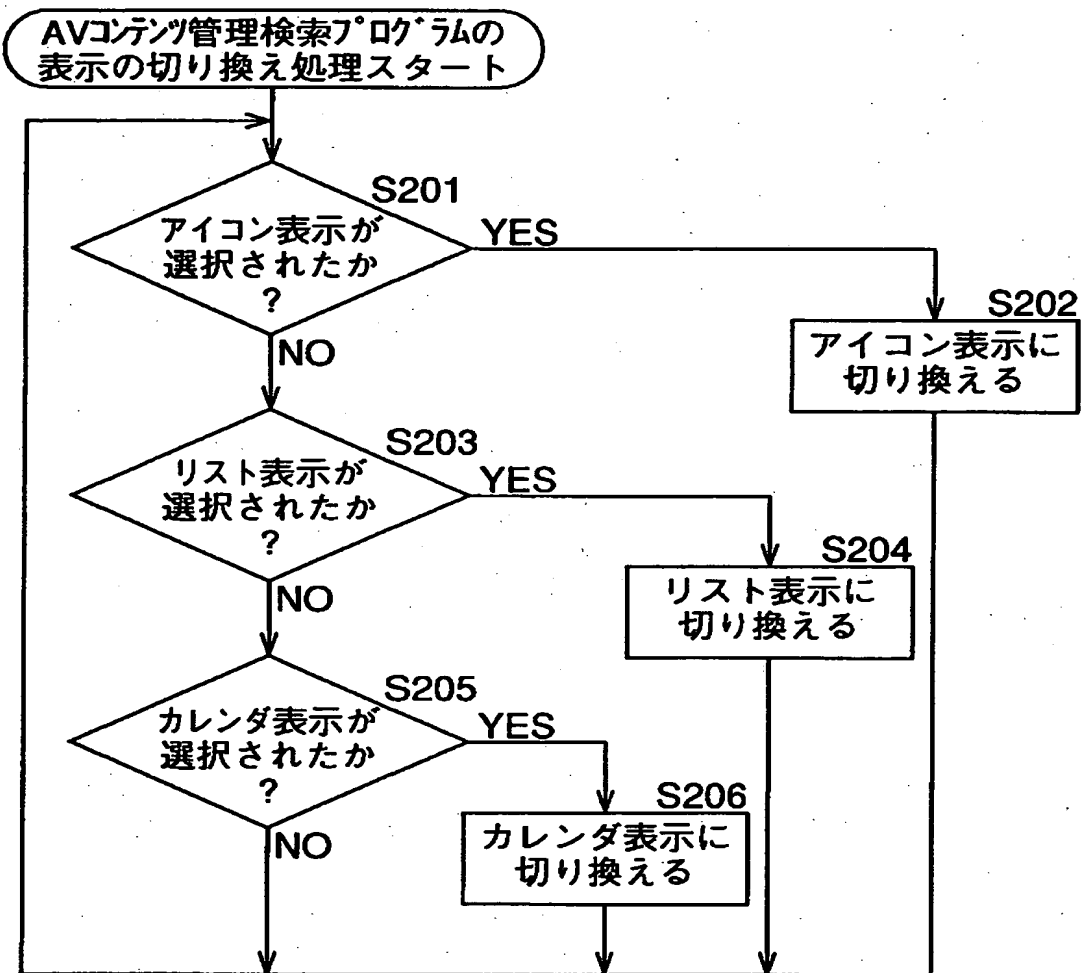 AVコンテンツ管理検索プログラムの
表示の切り換え処理スタート
S201
アイコン表示が
選択されたか
?
YES
NO
S202
アイコン表示に
切り換える
S203
リスト表示が
選択されたか
?
YES
NO
S204
リスト表示に
切り換える
S205
カレンダ表示が
選択されたか
?
YES
NO
S206
カレンダ表示に
切り換える